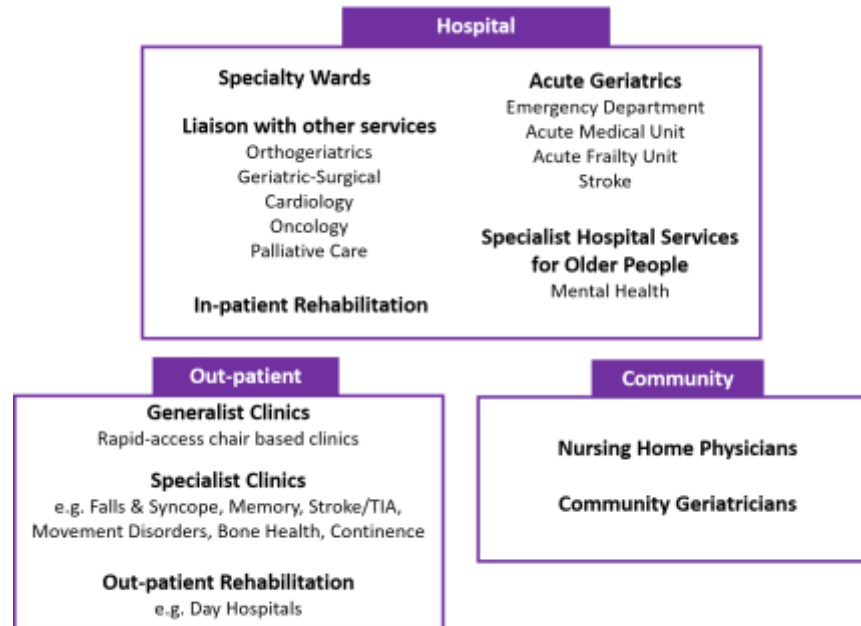 Hospital
Specialty Wards
Liaison with other services
Orthogeriatrics
Geriatric-Surgical
Cardiology
Oncology
Palliative Care
In-patient Rehabilitation
Acute Geriatrics
Emergency Department
Acute Medical Unit
Acute Frailty Unit
Stroke
Specialist Hospital Services
for Older People
Mental Health
Out-patient
Generalist Clinics
Rapid-access chair based clinics
Specialist Clinics
e.g. Falls & Syncope, Memory, Stroke/TIA,
Movement Disorders, Bone Health, Continence
Out-patient Rehabilitation
e.g. Day Hospitals
Community
Nursing Home Physicians
Community Geriatricians